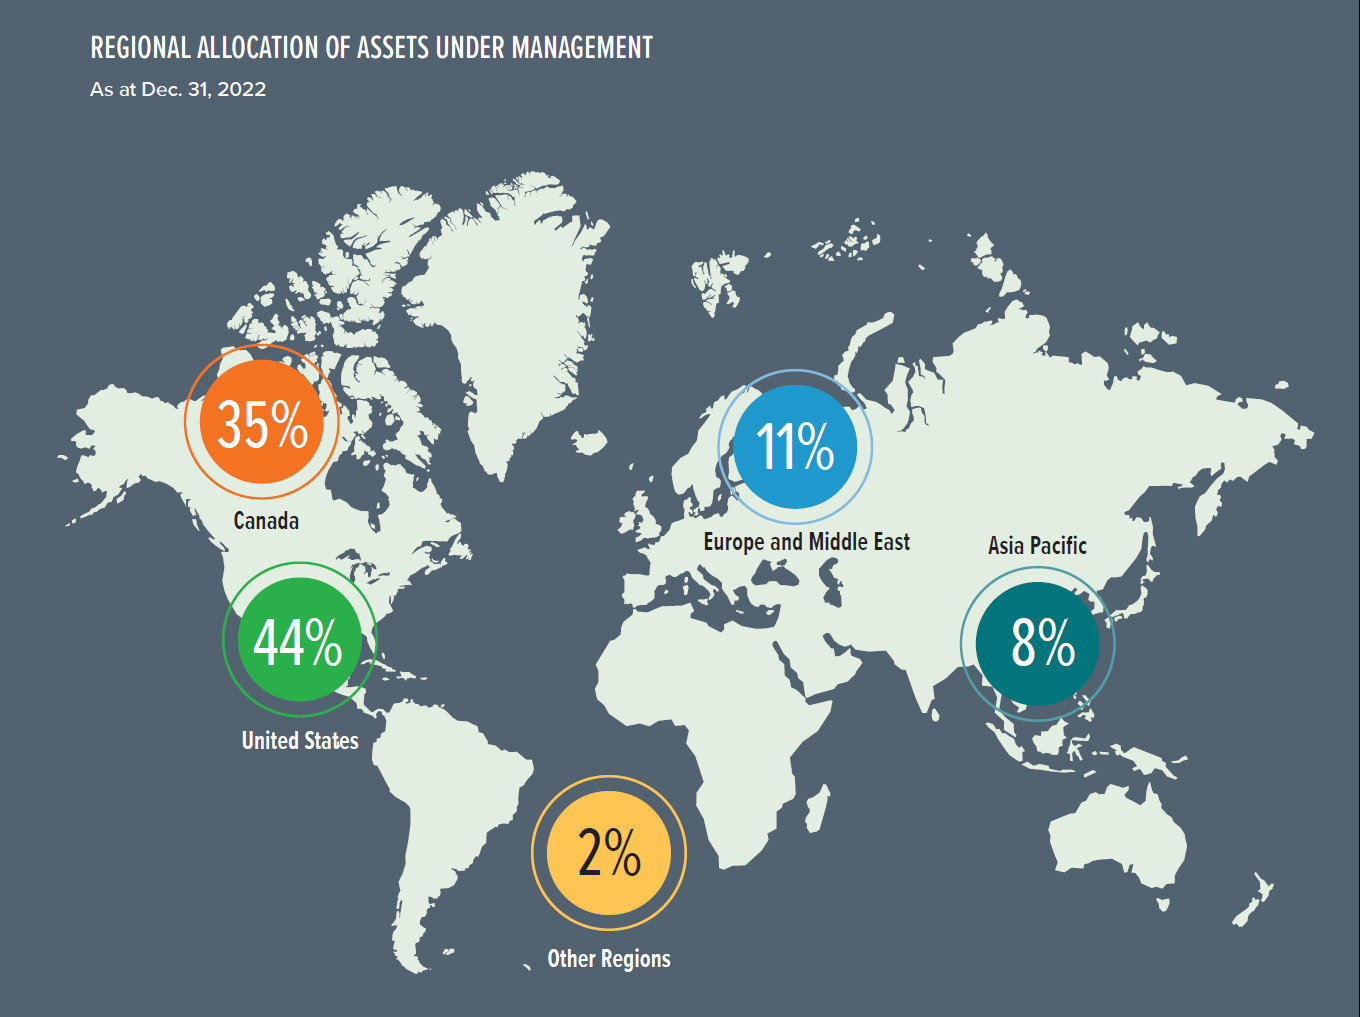 REGIONAL ALLOCATION OF ASSETS UNDER MANAGEMENT
As at Dec. 31, 2022
35%
Canada
11%
Europe and Middle East
Asia Pacific
44%
8%
United States
2%
Other Regions